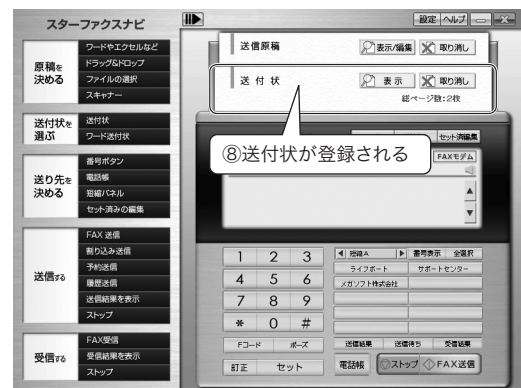 スターファクスナビ
設定 ヘルプ
原稿を
決める
ワードやエクセルなど
ドラッグ&ドロップ
ファイルの選択
スキャナー
送付状を
選ぶ
送付状
ワード送付状
送り先を
決める
番号ボタン
電話帳
短縮パネル
セット済みの編集
送信する
FAX 送信
割り込み送信
予約送信
履歴送信
送信結果を表示
ストップ
受信する
FAX受信
受信結果を表示
ストップ
送信原稿 表示/編集 取り消し
送付状 表示 取り消し
総ページ数:2枚
⑧送付状が登録される
セット済編集
FAXモデム
1 2 3
4 5 6
7 8 9
* 0 #
Fコード ポーズ
訂正 セット
短縮A 番号表示 全選択
ライフボート サポートセンター
メガソフト株式会社
送信結果 送信待ち 受信結果
電話帳 ストップ FAX送信